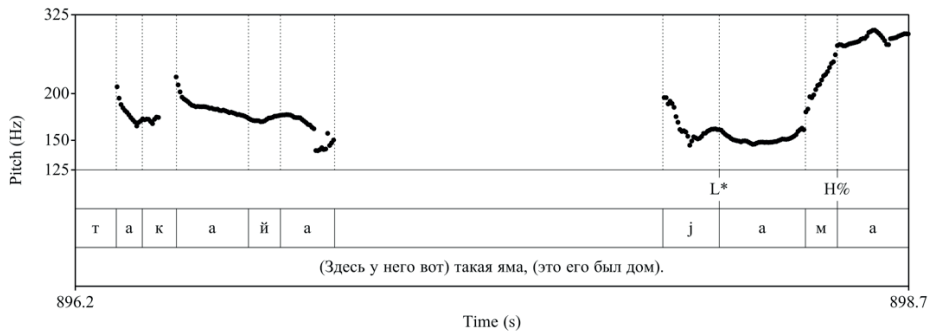 325
200
150
125
Pitch (Hz)
L* H%
т а к а й а ј а м а
(Здесь у него вот) такая яма, (это его был дом).
896.2 898.7
Time (s)